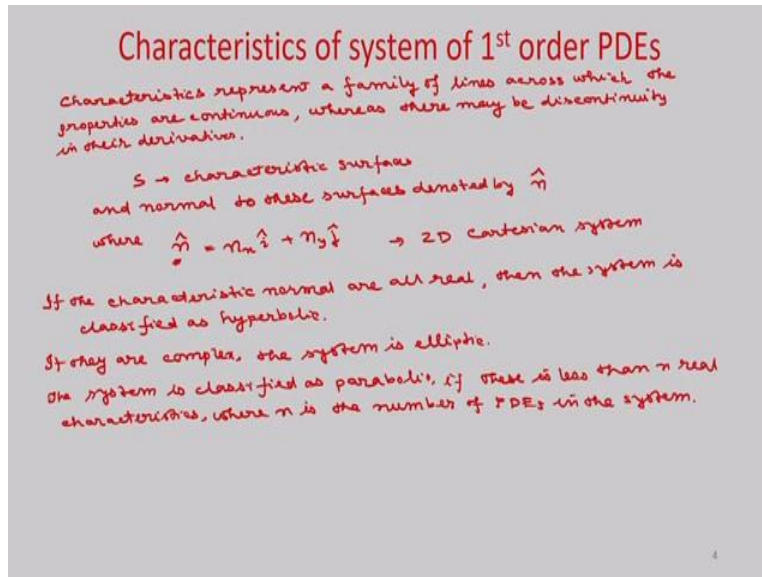 Characteristics of system of 1st order PDEs
Characteristics represent a family of lines across which the
properties are continuous, whereas there may be discontinuity
in their derivatives.
S → characteristic surfaces
and normal to these surfaces denoted by n̂
where n̂ = nₓ î + nᵧ ĵ → 2D Cartesian system
If the characteristic normal are all real, then the system is
classified as hyperbolic.
If they are complex, the system is elliptic.
The system is classified as parabolic, if there is less than n real
characteristics, where n is the number of PDEs in the system.
4